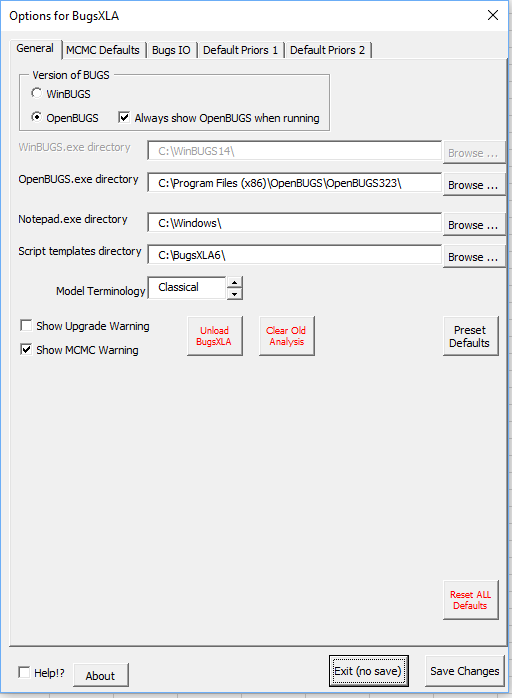 Options for BugsXLA
General
MCMC Defaults
Bugs IO
Default Priors 1
Default Priors 2
Version of BUGS
WinBUGS
OpenBUGS
Always show OpenBUGS when running
WinBUGS.exe directory
C:\WinBUGS14\
Browse ...
OpenBUGS.exe directory
C:\Program Files (x86)\OpenBUGS\OpenBUGS323\
Browse ...
Notepad.exe directory
C:\Windows\
Browse ...
Script templates directory
C:\BugsXLA6\
Browse ...
Model Terminology
Classical
Show Upgrade Warning
Show MCMC Warning
Unload
BugsXLA
Clear Old
Analysis
Preset
Defaults
Reset ALL
Defaults
Help!?
About
Exit (no save)
Save Changes